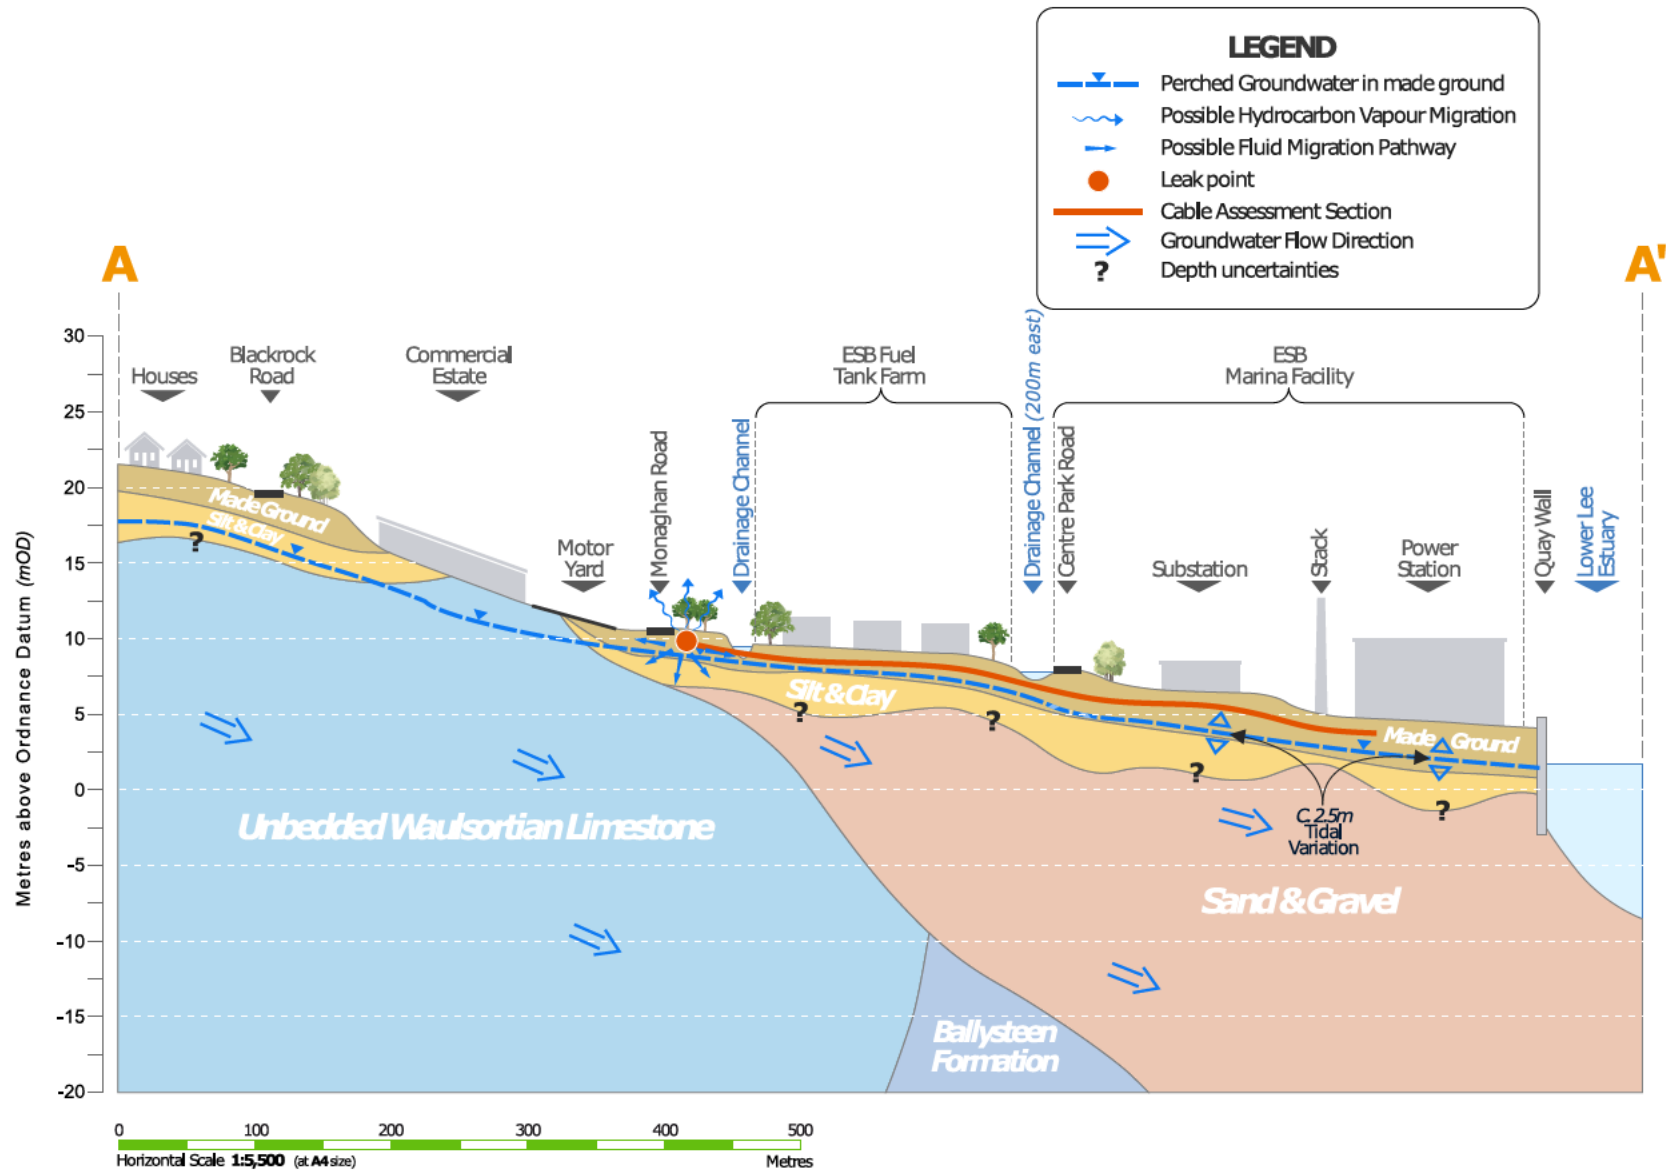 LEGEND
Perched Groundwater in made ground
Possible Hydrocarbon Vapour Migration
Possible Fluid Migration Pathway
Leak point
Cable Assessment Section
Groundwater Flow Direction
? Depth uncertainties
A
A'
30
25
20
15
10
5
0
-5
-10
-15
-20
Metres above Ordnance Datum (mOD)
Houses
Blackrock
Road
Commercial
Estate
Motor
Yard
Monaghan Road
Drainage Channel
ESB Fuel
Tank Farm
Drainage Channel (200m east)
Centre Park Road
ESB
Marina Facility
Substation
Stack
Power
Station
Quay Wall
Lower Lee
Estuary
Made Ground
Silt & Clay
?
Silt & Clay
?
?
?
?
Made Ground
C. 2.5m
Tidal
Variation
Unbedded Waulsortian Limestone
Sand & Gravel
Ballysteen
Formation
0 100 200 300 400 500
Horizontal Scale 1:5,500 (at A4 size) Metres